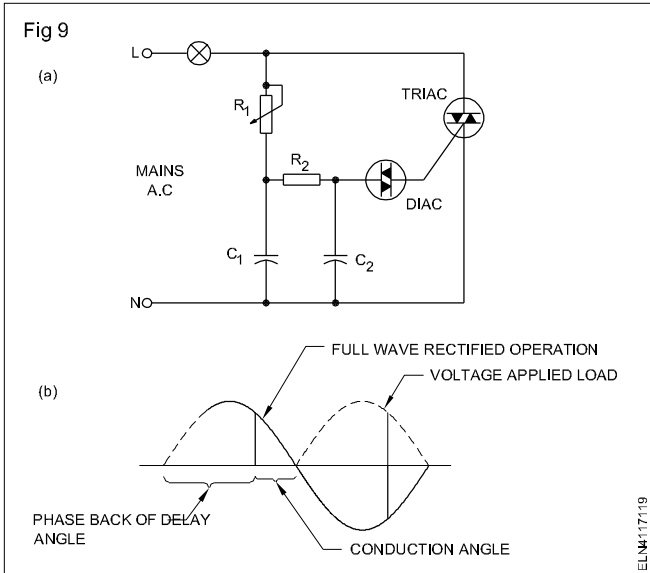 Fig 9
(a)
L
R1
TRIAC
MAINS
A.C
R2
DIAC
C1
C2
N
(b)
FULL WAVE RECTIFIED OPERATION
VOLTAGE APPLIED LOAD
PHASE BACK OF DELAY
ANGLE
CONDUCTION ANGLE
ELN4117119